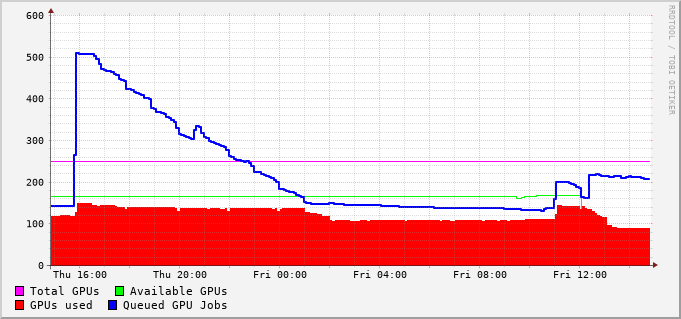 600
500
400
300
200
100
0
Thu 16:00 Thu 20:00 Fri 00:00 Fri 04:00 Fri 08:00 Fri 12:00
Total GPUs Available GPUs
GPUs used Queued GPU Jobs
RRDTOOL / TOBI OETIKER